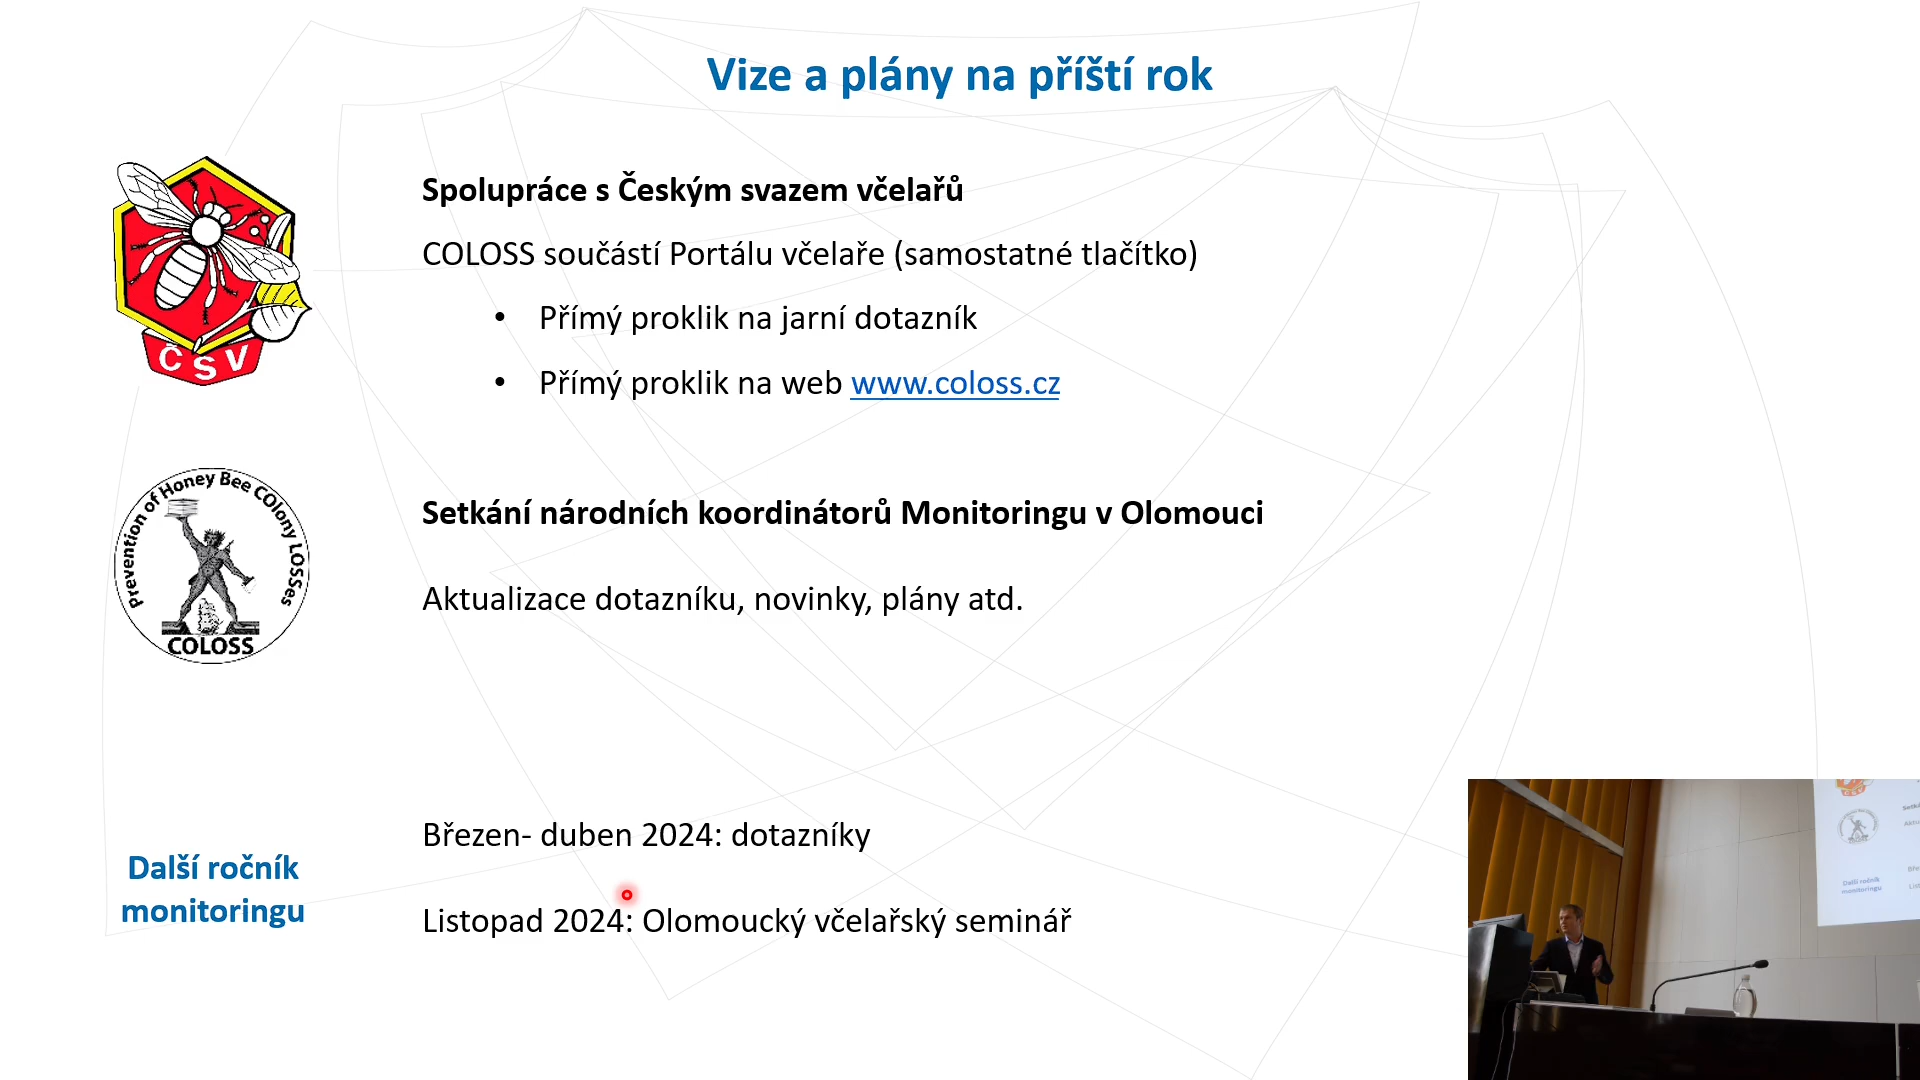 Vize a plány na příští rok
Spolupráce s Českým svazem včelařů
COLOSS součástí Portálu včelaře (samostatné tlačítko)
• Přímý proklik na jarní dotazník
• Přímý proklik na web www.coloss.cz
ČSV
Setkání národních koordinátorů Monitoringu v Olomouci
Aktualizace dotazníku, novinky, plány atd.
Prevention of Honey Bee COlony LOSSes
COLOSS
Další ročník
monitoringu
Březen- duben 2024: dotazníky
Listopad 2024: Olomoucký včelařský seminář
Další ročník
monitoringu